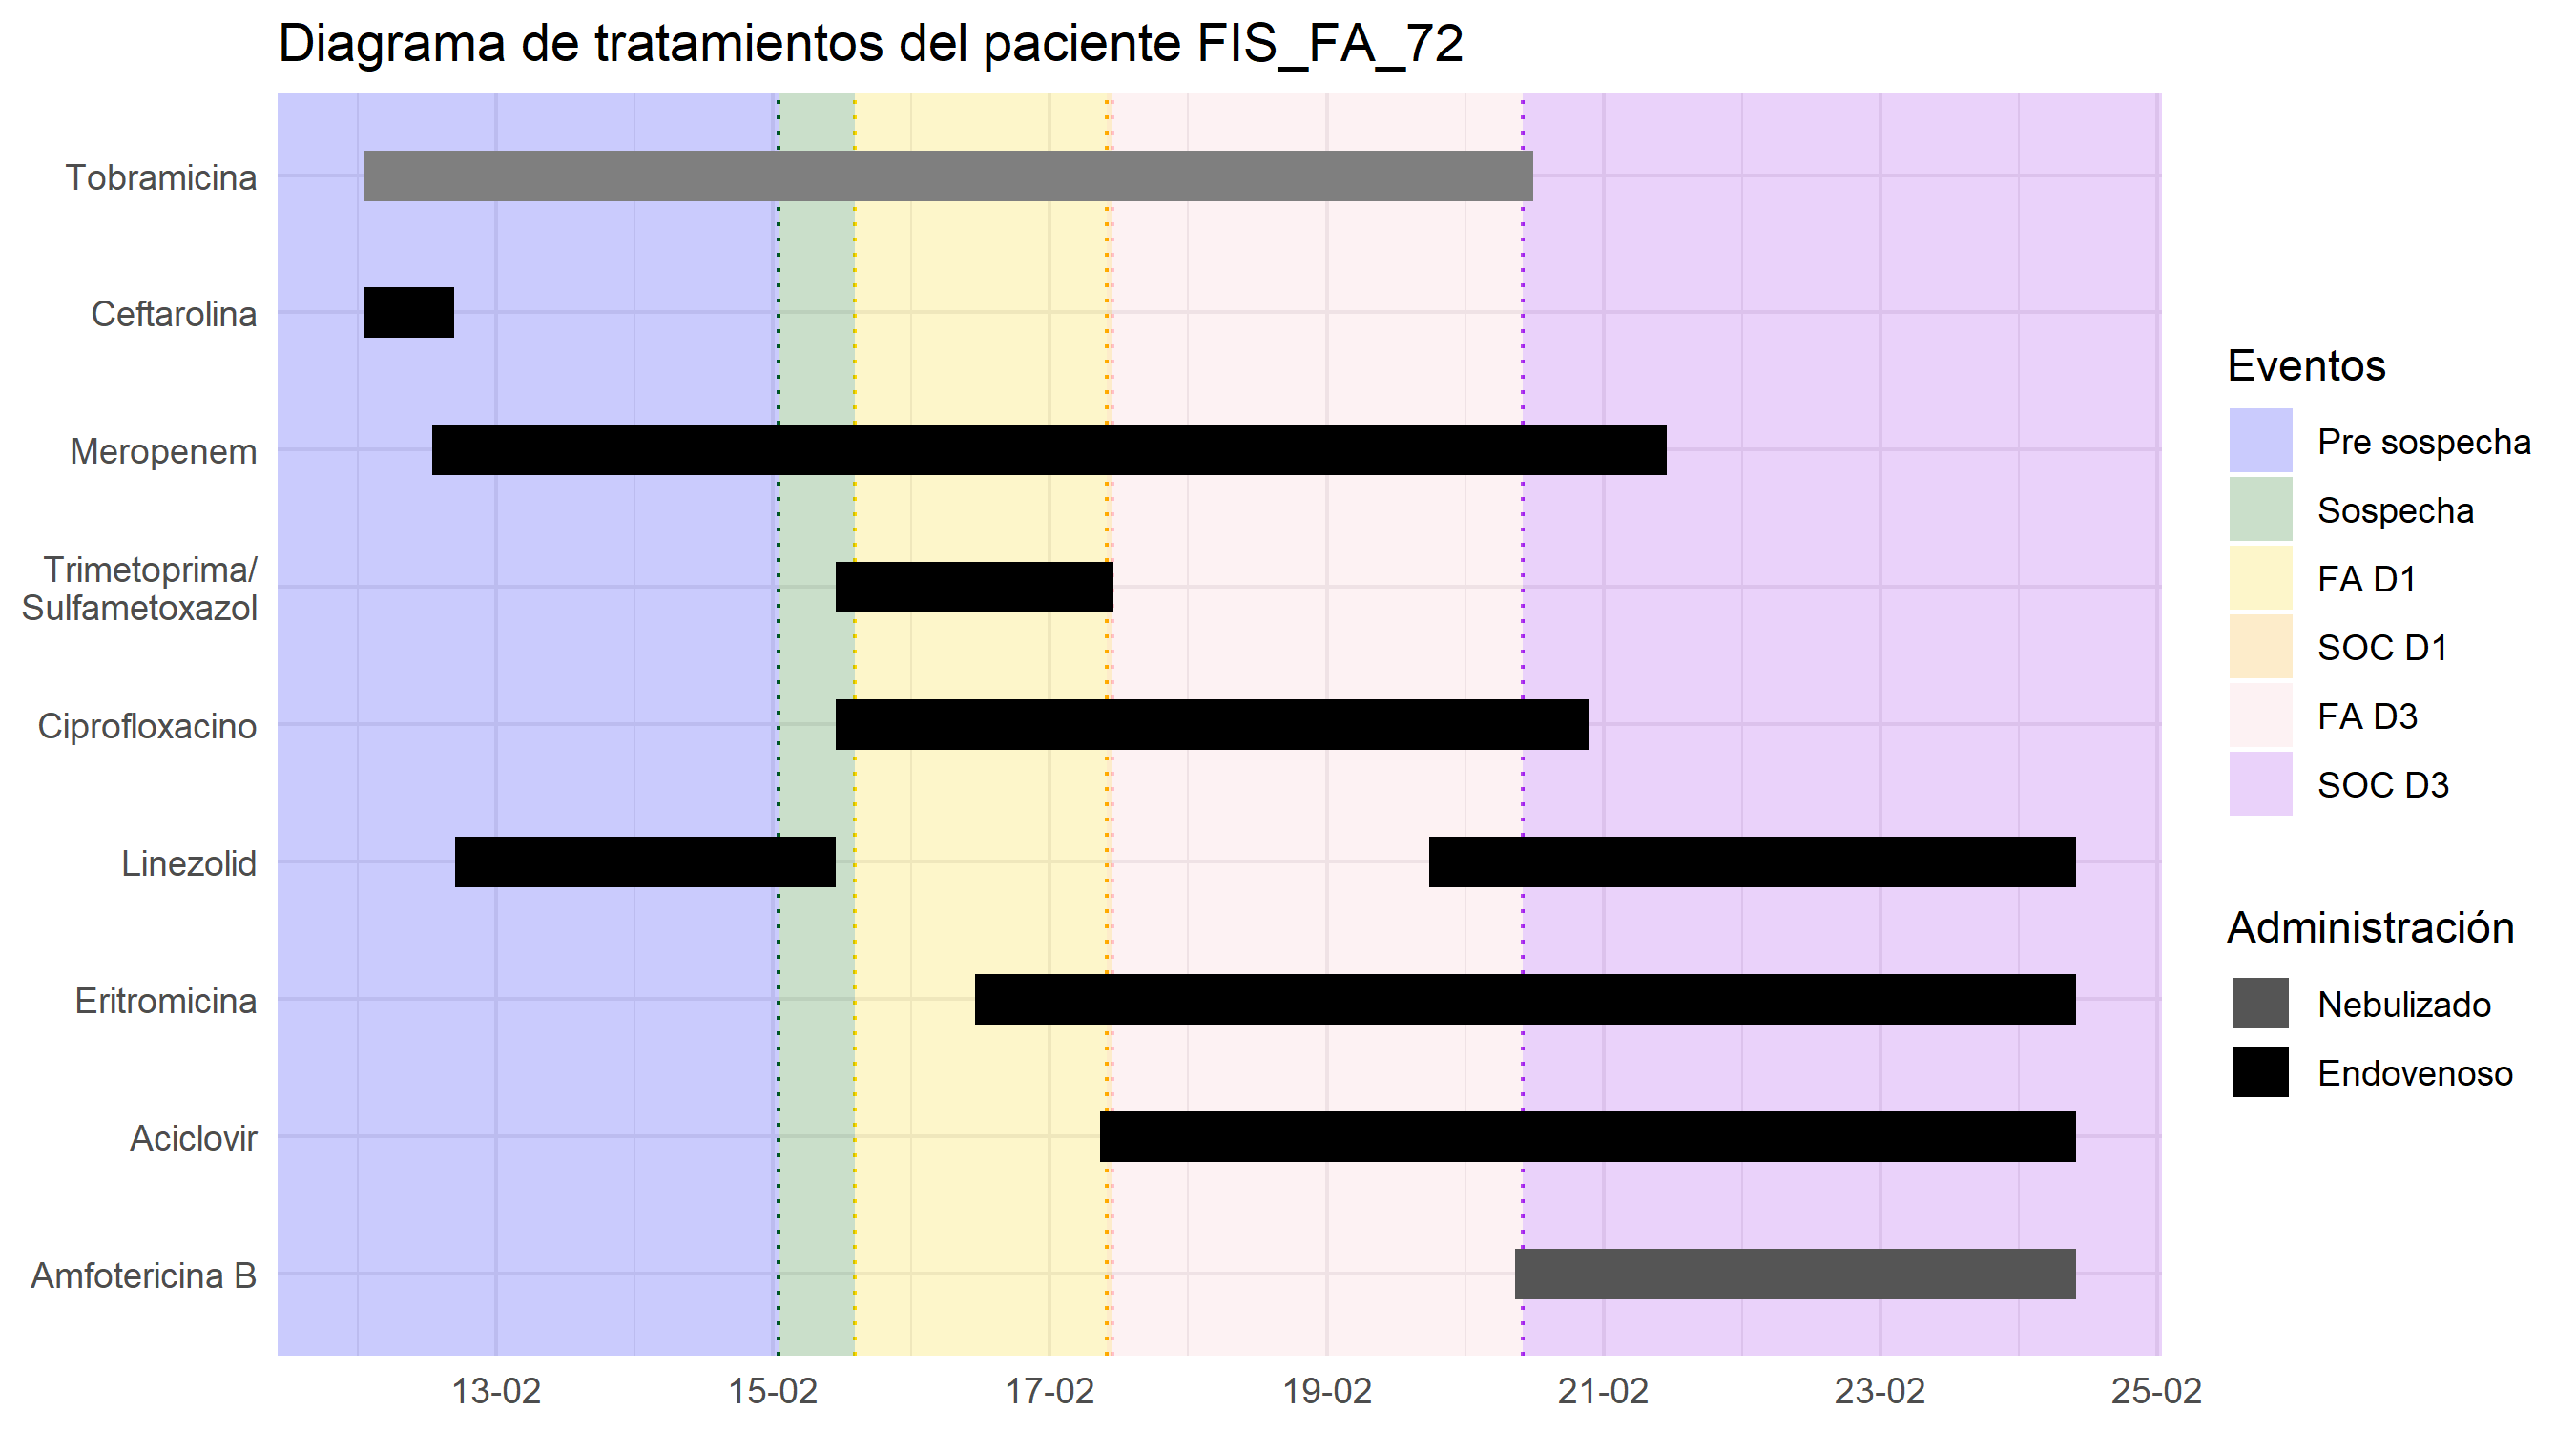 Diagrama de tratamientos del paciente FIS_FA_72
Tobramicina
Ceftarolina
Meropenem
Trimetoprima/
Sulfametoxazol
Ciprofloxacino
Linezolid
Eritromicina
Aciclovir
Amfotericina B
13-02
15-02
17-02
19-02
21-02
23-02
25-02
Eventos
Pre sospecha
Sospecha
FA D1
SOC D1
FA D3
SOC D3
Administración
Nebulizado
Endovenoso